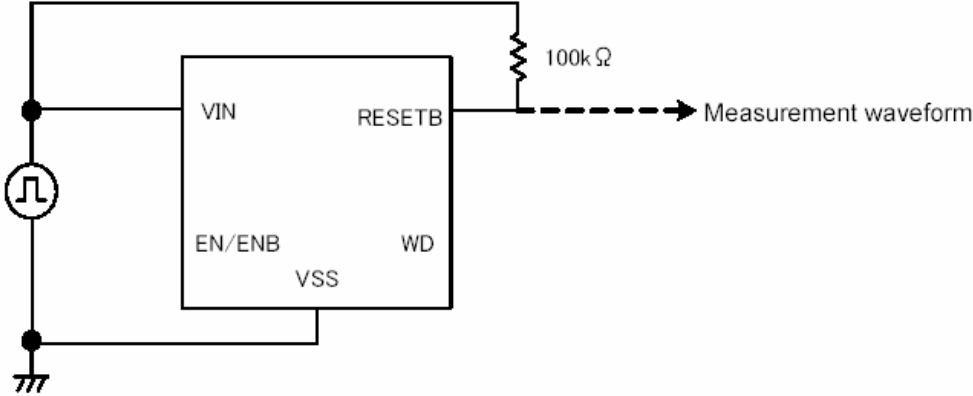 100kΩ
VIN
RESETB
Measurement waveform
EN/ENB
WD
VSS